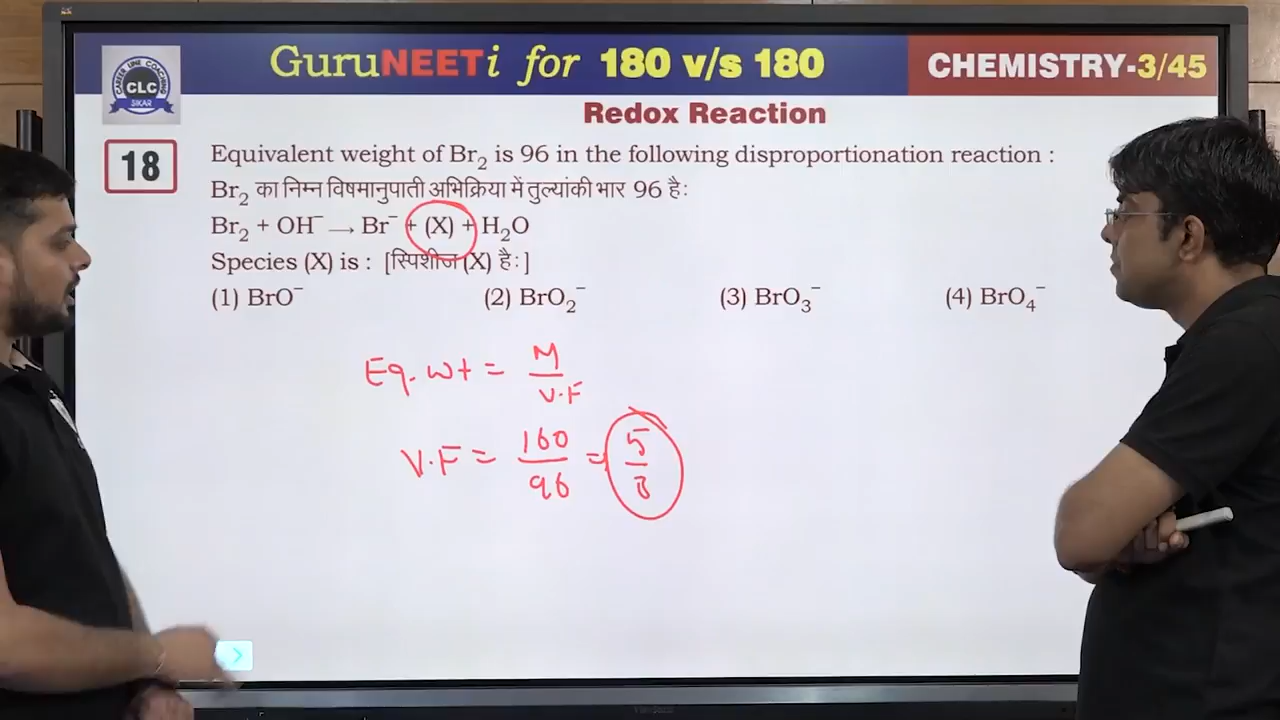 CAREER LINE COACHING
CLC
SIKAR
GuruNEETi for 180 v/s 180
CHEMISTRY-3/45
Redox Reaction
18
Equivalent weight of Br₂ is 96 in the following disproportionation reaction :
Br₂ का निम्न विषमानुपाती अभिक्रिया में तुल्यांकी भार 96 है:
Br₂ + OH⁻ → Br⁻ + (X) + H₂O
Species (X) is : [स्पिशीज (X) है:]
(1) BrO⁻ (2) BrO₂⁻ (3) BrO₃⁻ (4) BrO₄⁻
Eq. wt = M / V.F
V.F = 160 / 96 = 5 / 3
>